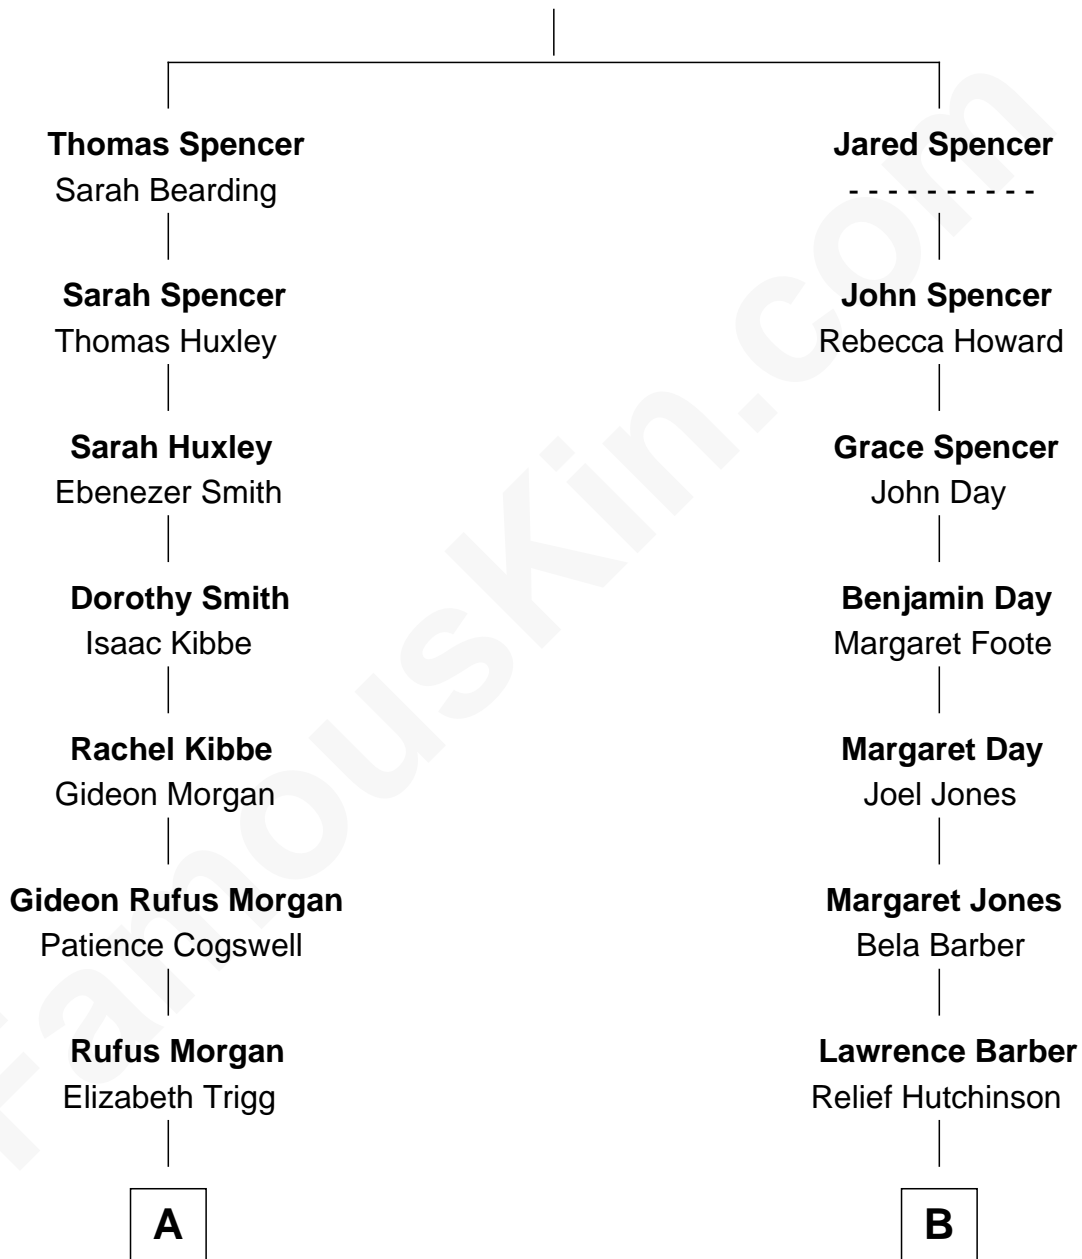 Thomas Spencer
Sarah Bearding
Jared Spencer
- - - - - - - - - -
Sarah Spencer
Thomas Huxley
John Spencer
Rebecca Howard
Sarah Huxley
Ebenezer Smith
Grace Spencer
John Day
Dorothy Smith
Isaac Kibbe
Benjamin Day
Margaret Foote
Rachel Kibbe
Gideon Morgan
Margaret Day
Joel Jones
Gideon Rufus Morgan
Patience Cogswell
Margaret Jones
Bela Barber
Rufus Morgan
Elizabeth Trigg
Lawrence Barber
Relief Hutchinson
A
B
FamousKin.com